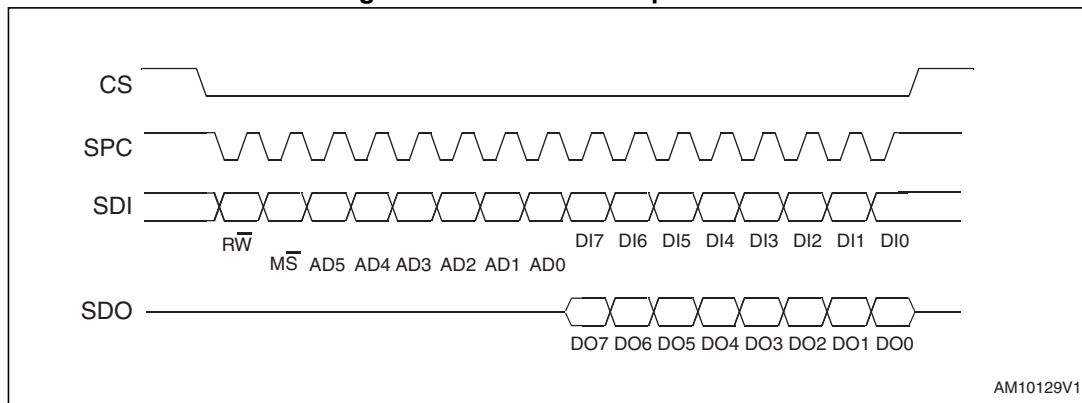 CS
SPC
SDI
RW̅
DI7 DI6 DI5 DI4 DI3 DI2 DI1 DI0
MS̅ AD5 AD4 AD3 AD2 AD1 AD0
SDO
DO7 DO6 DO5 DO4 DO3 DO2 DO1 DO0
AM10129V1